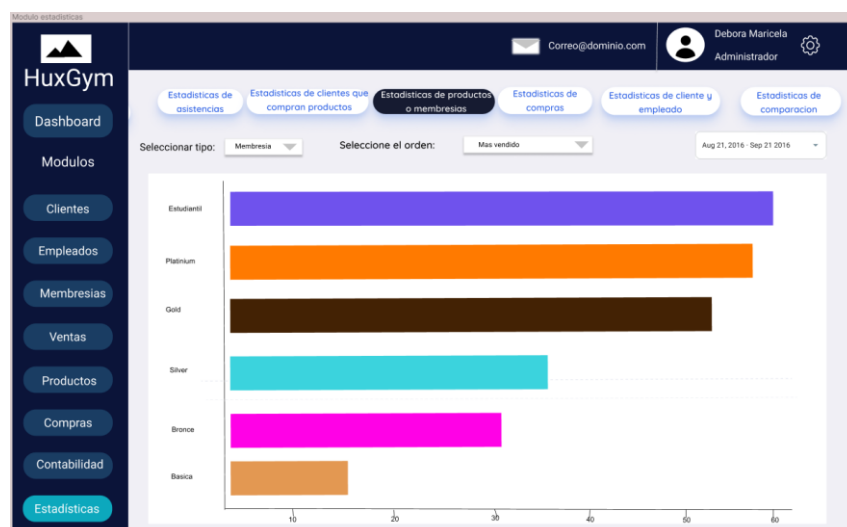 Modulo estadísticas
HuxGym
Correo@dominio.com
Debora Maricela
Administrador
Dashboard
Modulos
Clientes
Empleados
Membresias
Ventas
Productos
Compras
Contabilidad
Estadísticas
Estadisticas de
asistencias
Estadisticas de clientes que
compran productos
Estadisticas de productos
o membresias
Estadisticas de
compras
Estadisticas de cliente y
empleado
Estadisticas de
comparacion
Seleccionar tipo:
Membresia
Seleccione el orden:
Mas vendido
Aug 21, 2016 - Sep 21 2016
Estudiantil
Platinium
Gold
Silver
Bronce
Basica
10 20 30 40 50 60